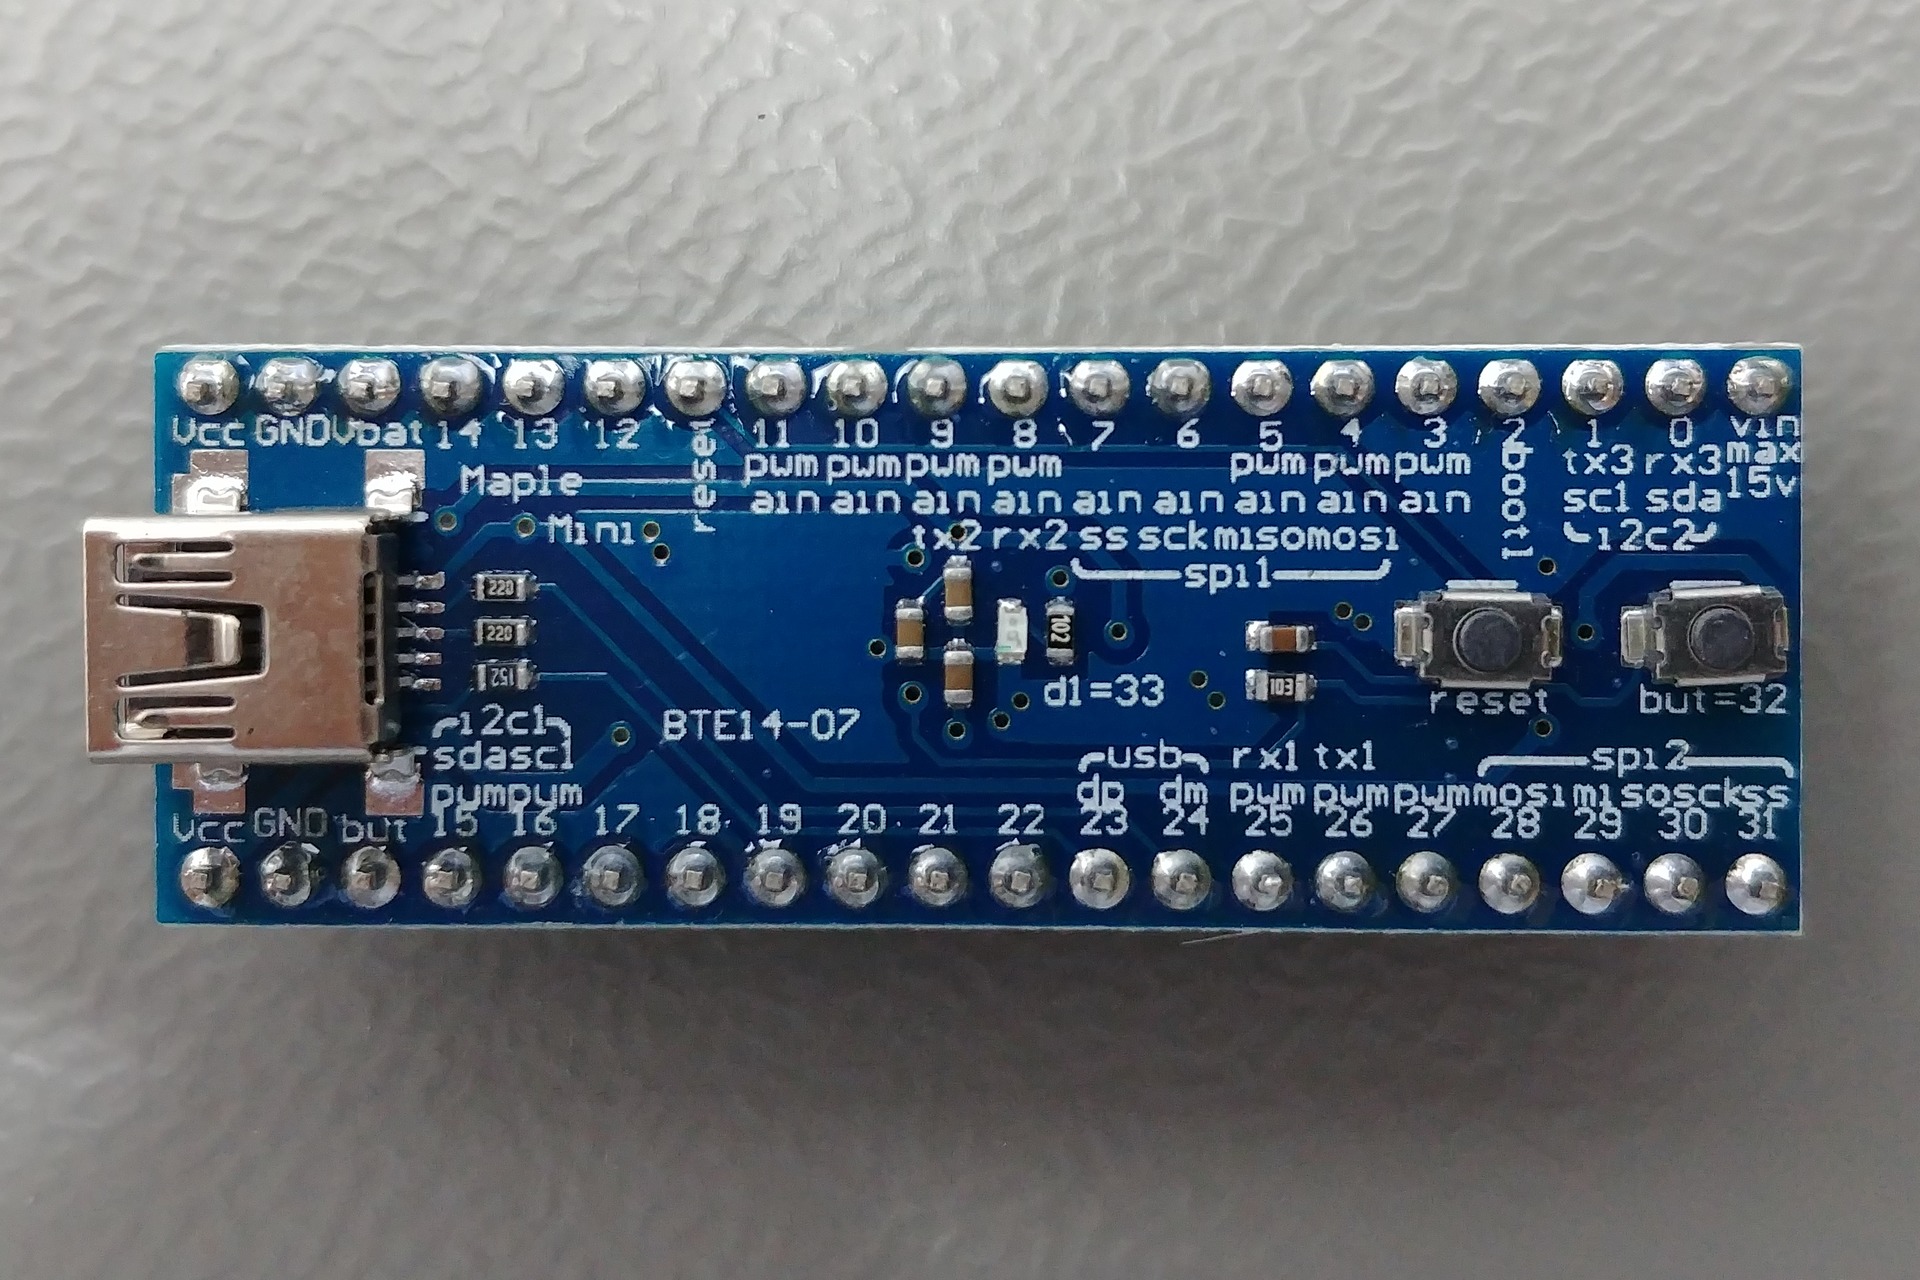 Vcc GND Vbat 14 13 12 reset 11 10 9 8 7 6 5 4 3 2 1 0 vin
pwm pwm pwm pwm pwm pwm pwm boot1 tx3 rx3 max
Maple ain ain ain ain ain ain ain ain ain scl sda 15v
Mini tx2 rx2 ss sck miso mosi i2c2
spi1
220
220
152
102
103
d1=33
reset
but=32
i2c1
BTE14-07
sda scl usb rx1 tx1 spi2
pwm pwm dp dm pwm pwm pwm mosi miso sck ss
Vcc GND but 15 16 17 18 19 20 21 22 23 24 25 26 27 28 29 30 31